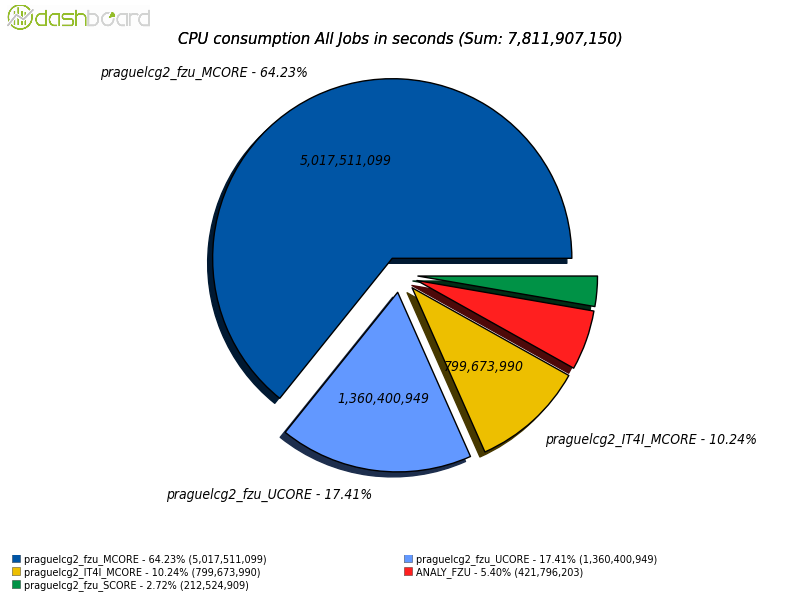 dashboard
CPU consumption All Jobs in seconds (Sum: 7,811,907,150)
praguelcg2_fzu_MCORE - 64.23%
5,017,511,099
799,673,990
1,360,400,949
praguelcg2_IT4I_MCORE - 10.24%
praguelcg2_fzu_UCORE - 17.41%
praguelcg2_fzu_MCORE - 64.23% (5,017,511,099)
praguelcg2_fzu_UCORE - 17.41% (1,360,400,949)
praguelcg2_IT4I_MCORE - 10.24% (799,673,990)
ANALY_FZU - 5.40% (421,796,203)
praguelcg2_fzu_SCORE - 2.72% (212,524,909)